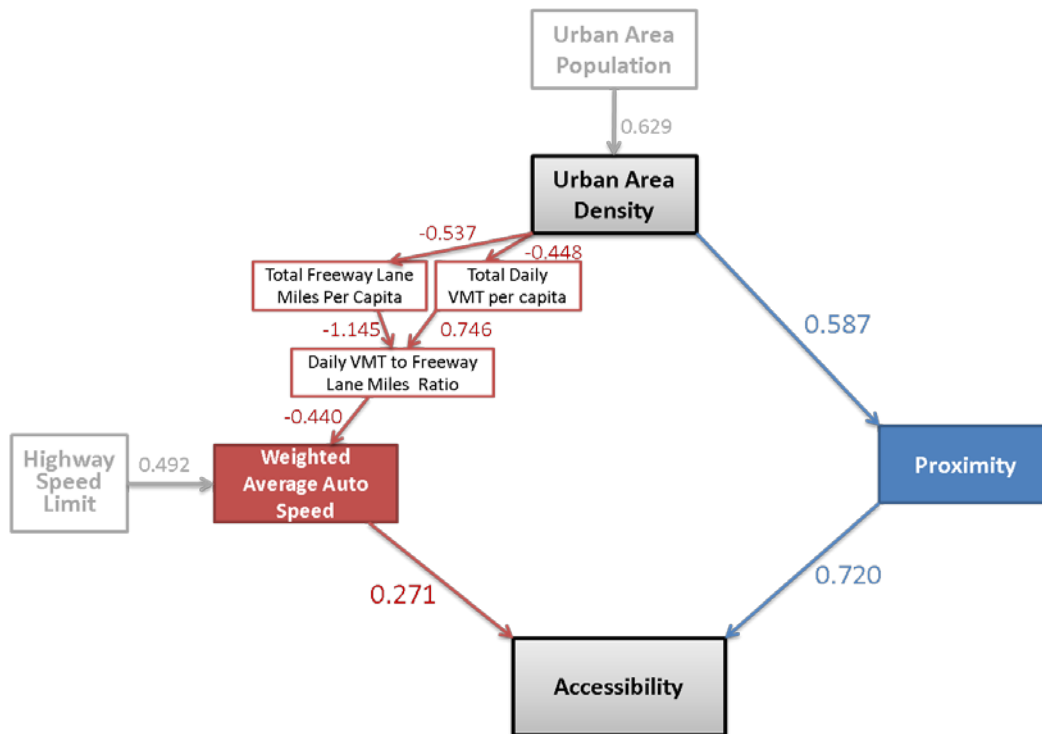 Urban Area
Population
0.629
Urban Area
Density
-0.537
-0.448
Total Freeway Lane
Miles Per Capita
Total Daily
VMT per capita
0.587
-1.145
0.746
Daily VMT to Freeway
Lane Miles Ratio
-0.440
Highway
Speed
Limit
0.492
Weighted
Average Auto
Speed
Proximity
0.271
0.720
Accessibility